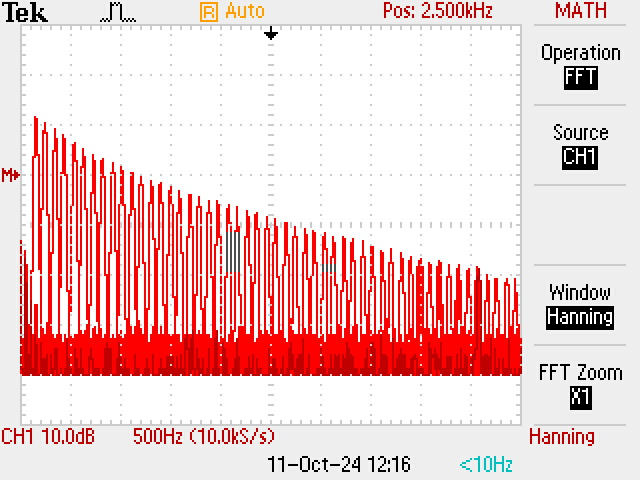 Tek
R Auto
Pos: 2.500kHz
MATH
Operation
FFT
Source
CH1
M
Window
Hanning
FFT Zoom
X1
CH1 10.0dB
500Hz (10.0kS/s)
Hanning
11-Oct-24 12:16
<10Hz